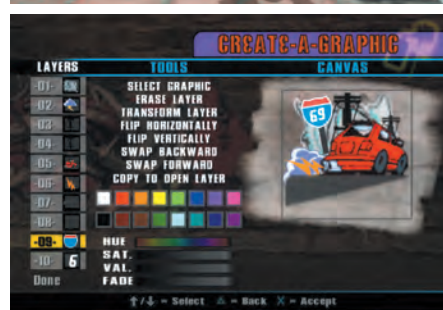 CREATE-A-GRAPHIC
LAYERS
TOOLS
CANVAS
-01-
-02-
-03-
-04-
-05-
-06-
-07-
-08-
-09-
-10-
6
Done
SELECT GRAPHIC
ERASE LAYER
TRANSFORM LAYER
FLIP HORIZONTALLY
FLIP VERTICALLY
SWAP BACKWARD
SWAP FORWARD
COPY TO OPEN LAYER
HUE
SAT.
VAL.
FADE
69
↑/↓ = Select △ = Back X = Accept